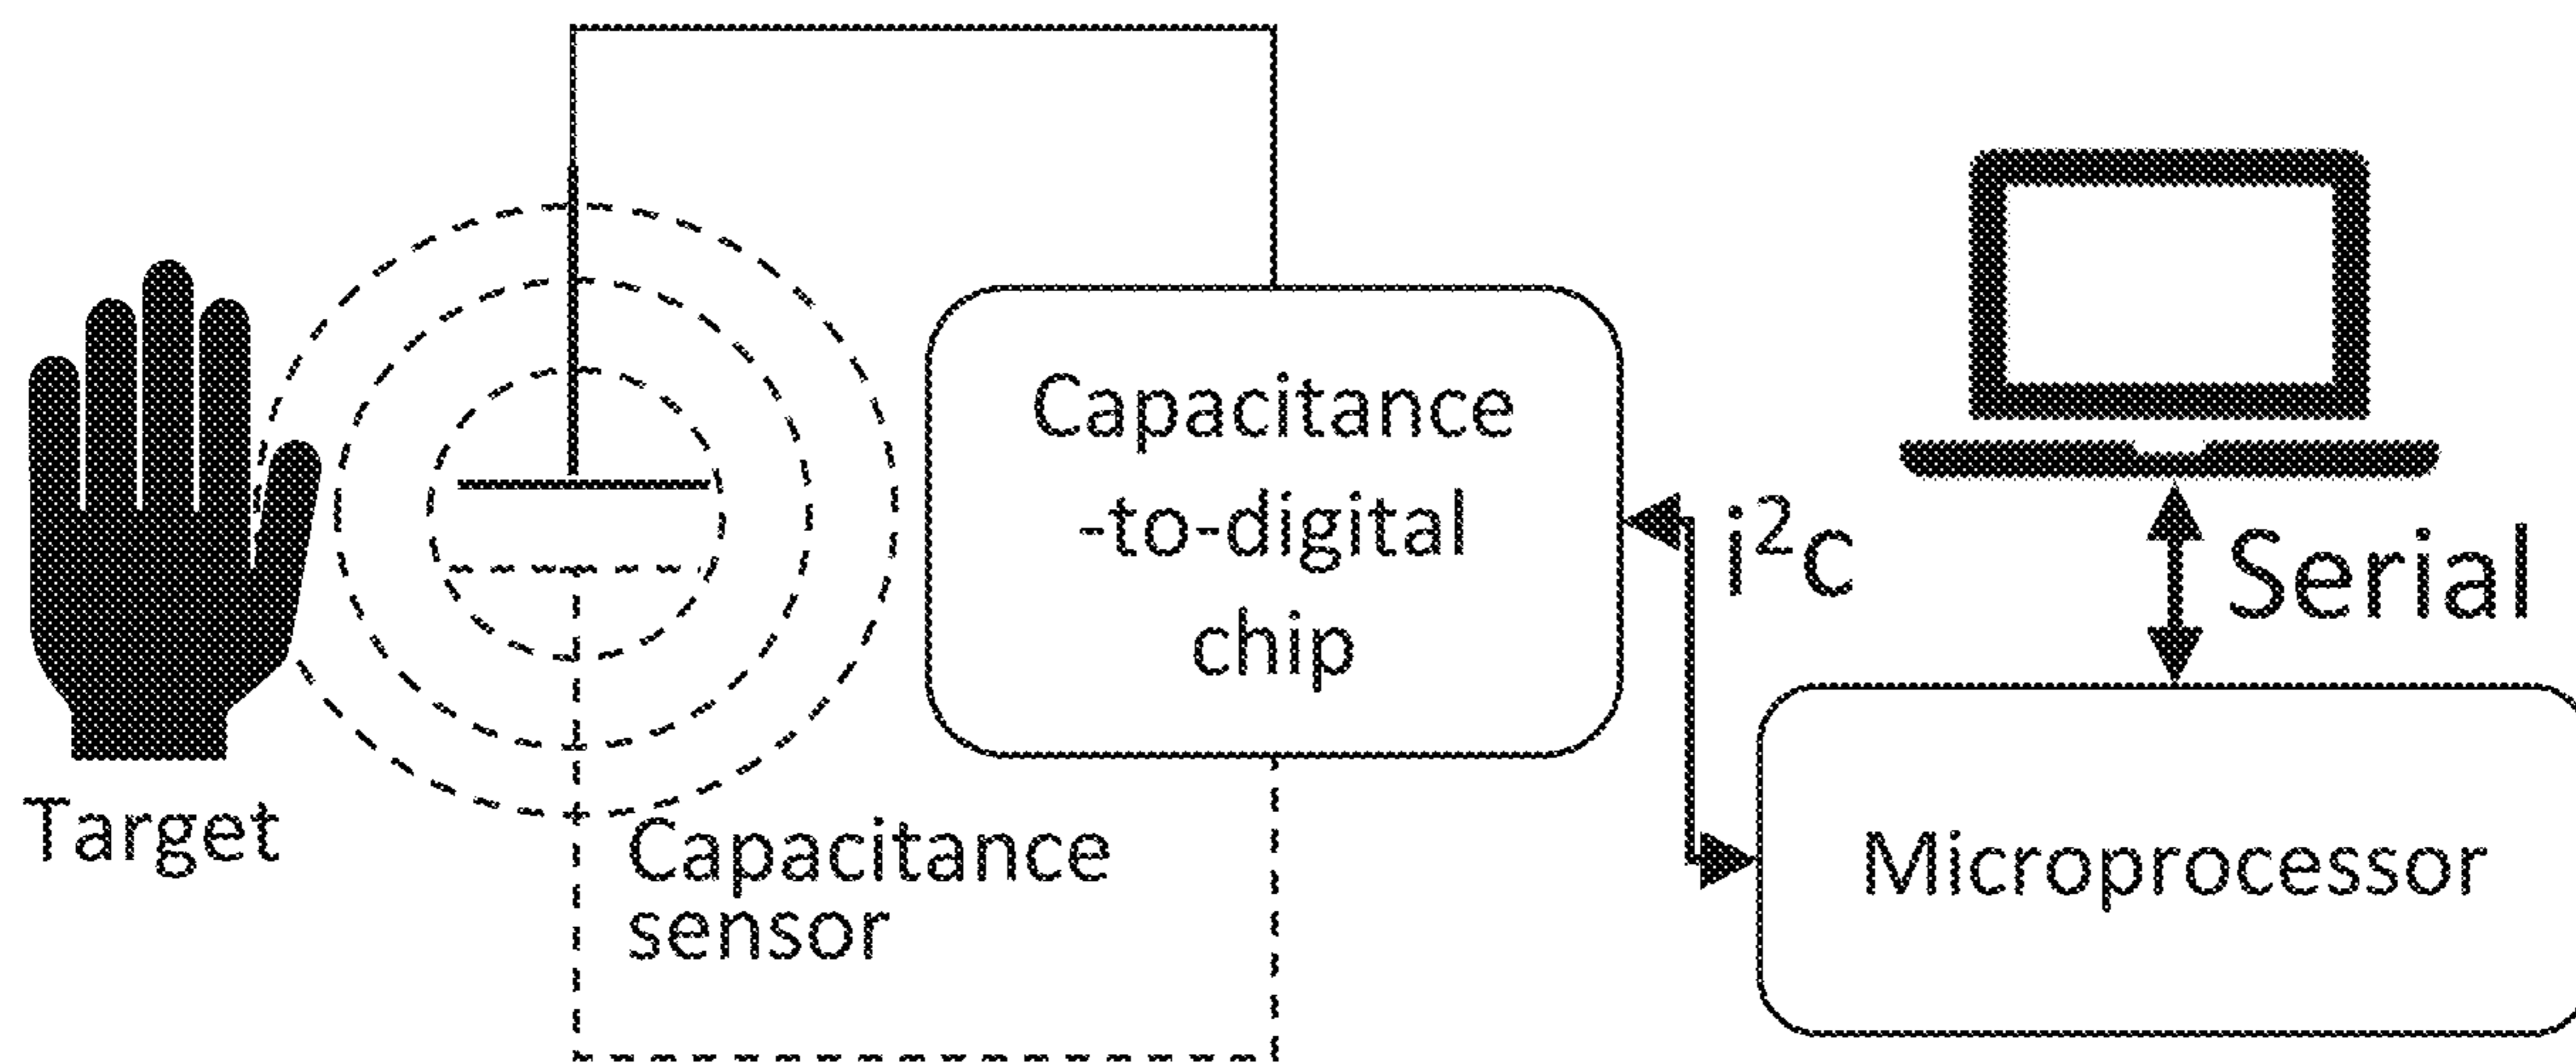 Target
Capacitance
sensor
Capacitance
-to-digital
chip
i²c
Serial
Microprocessor